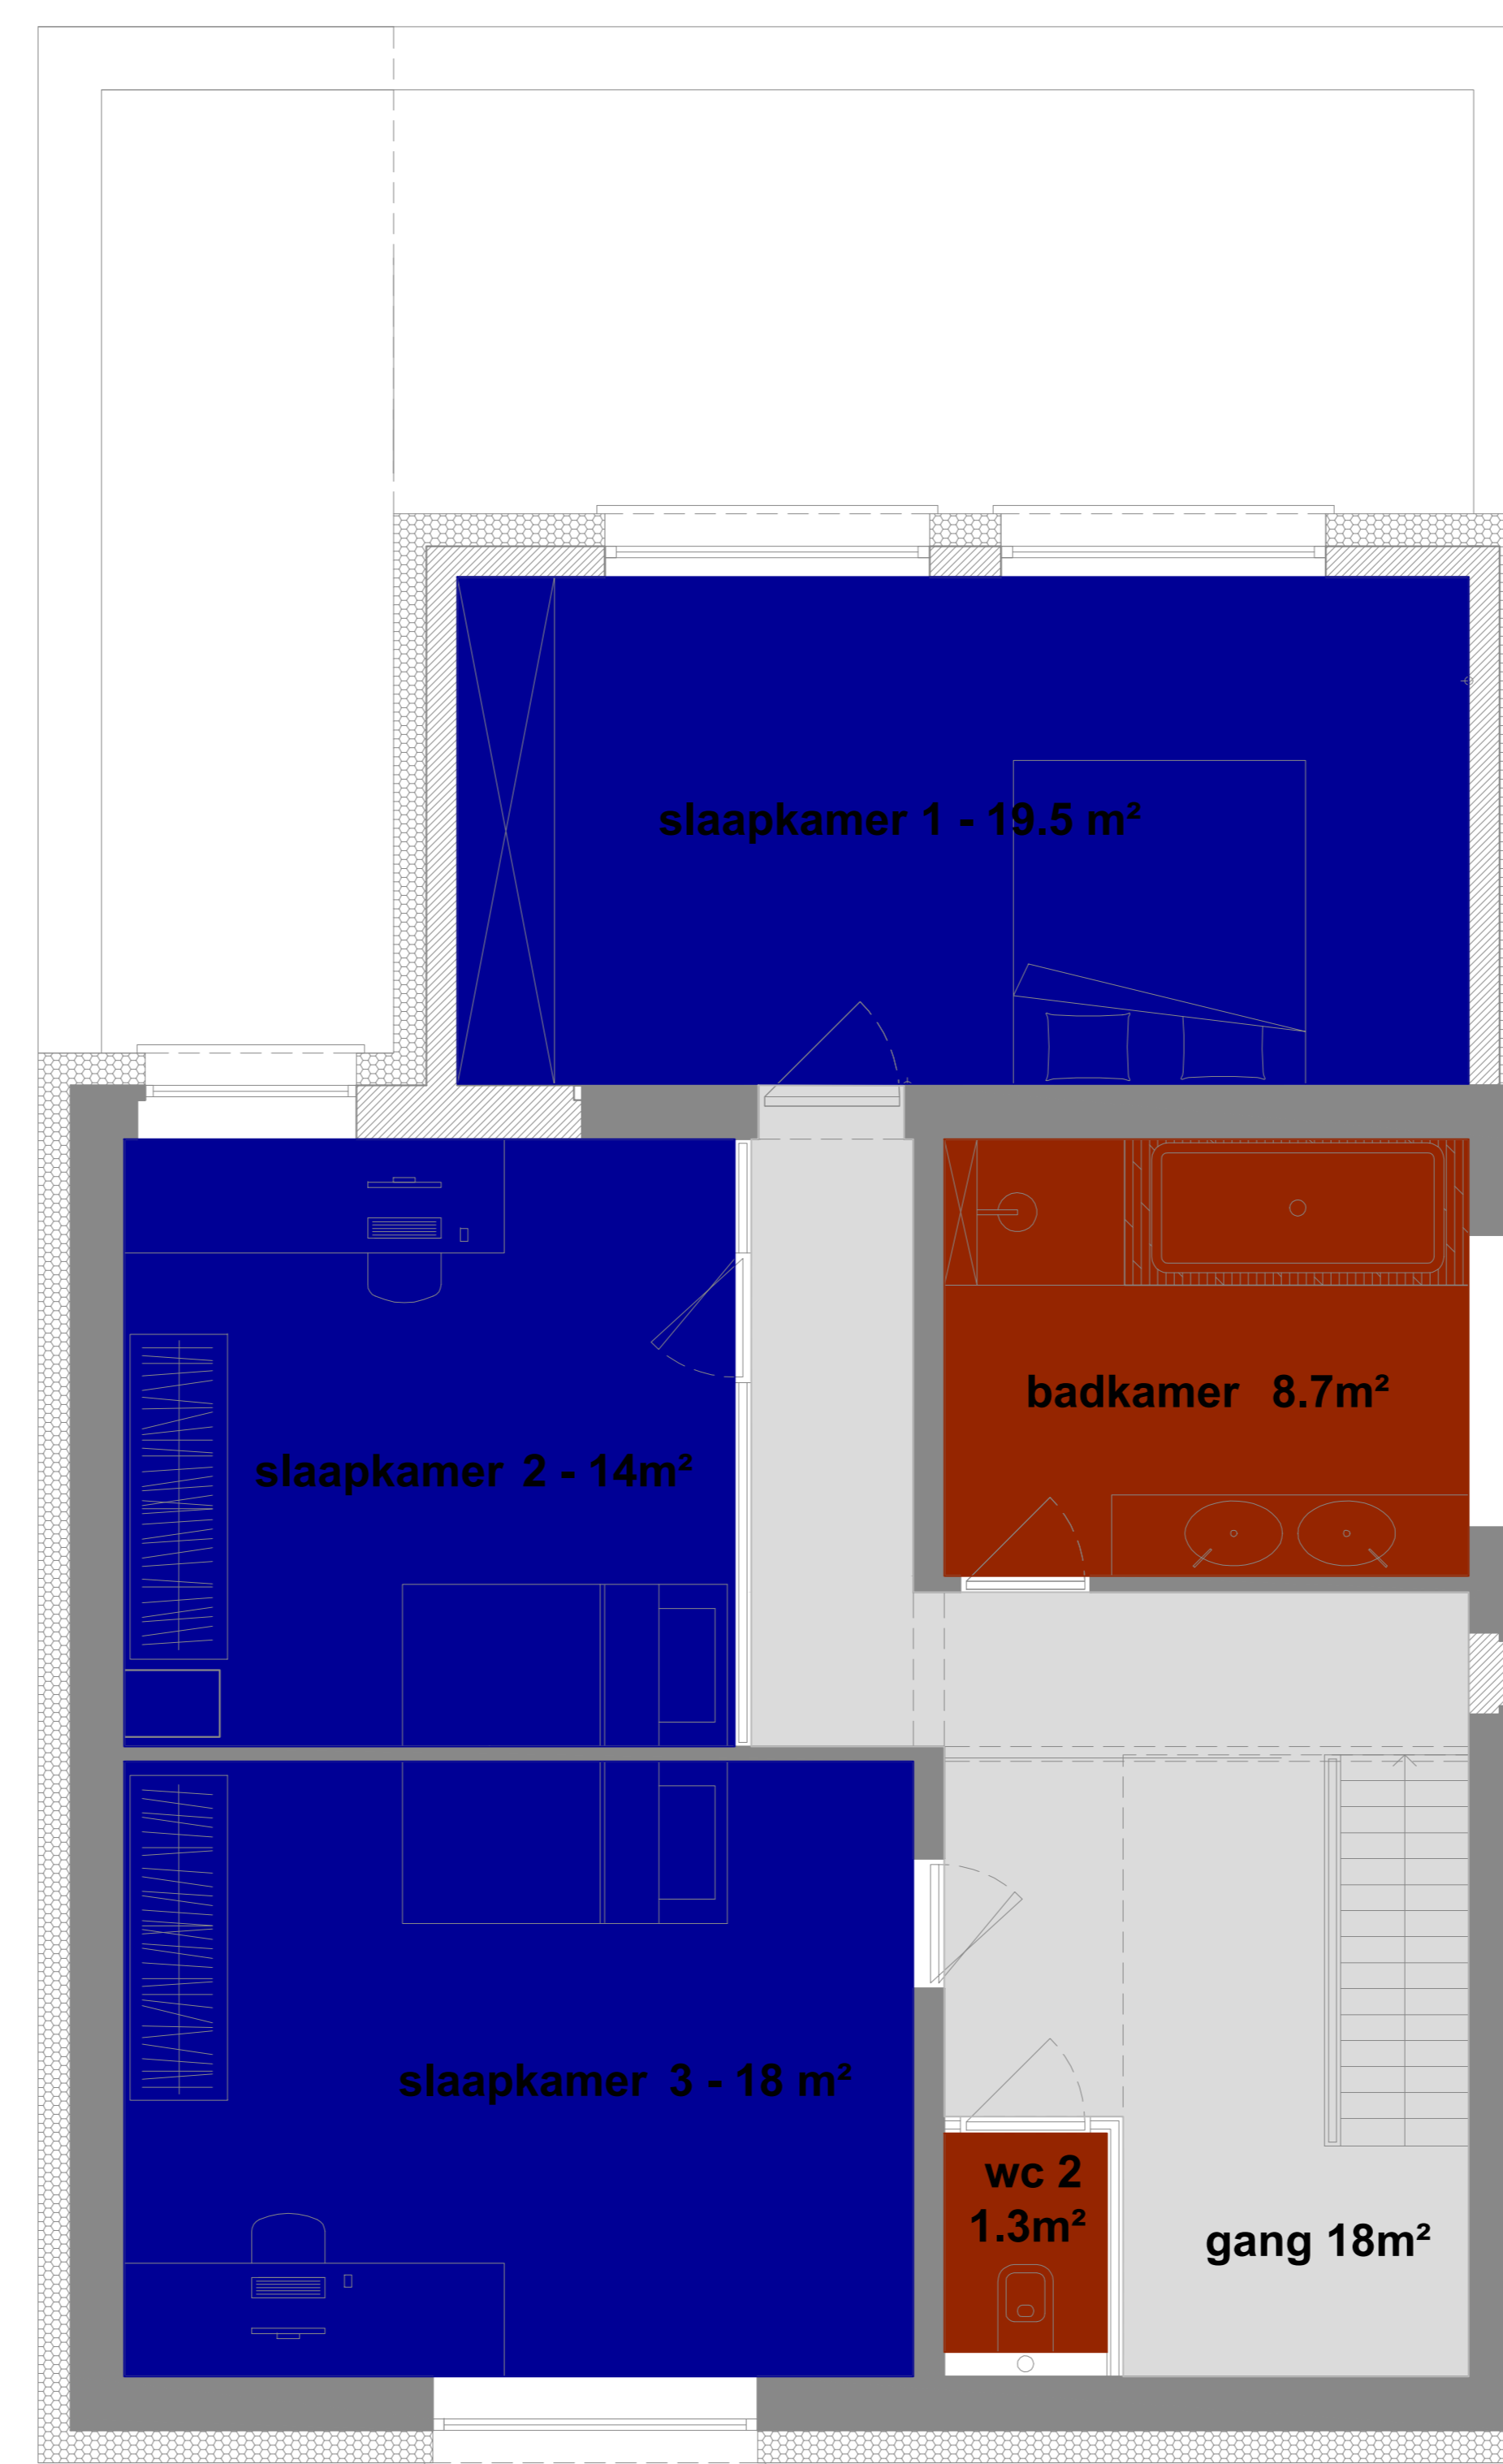 slaapkamer 1 - 19.5 m²
badkamer 8.7m²
slaapkamer 2 - 14m²
slaapkamer 3 - 18 m²
wc 2
1.3m²
gang 18m²